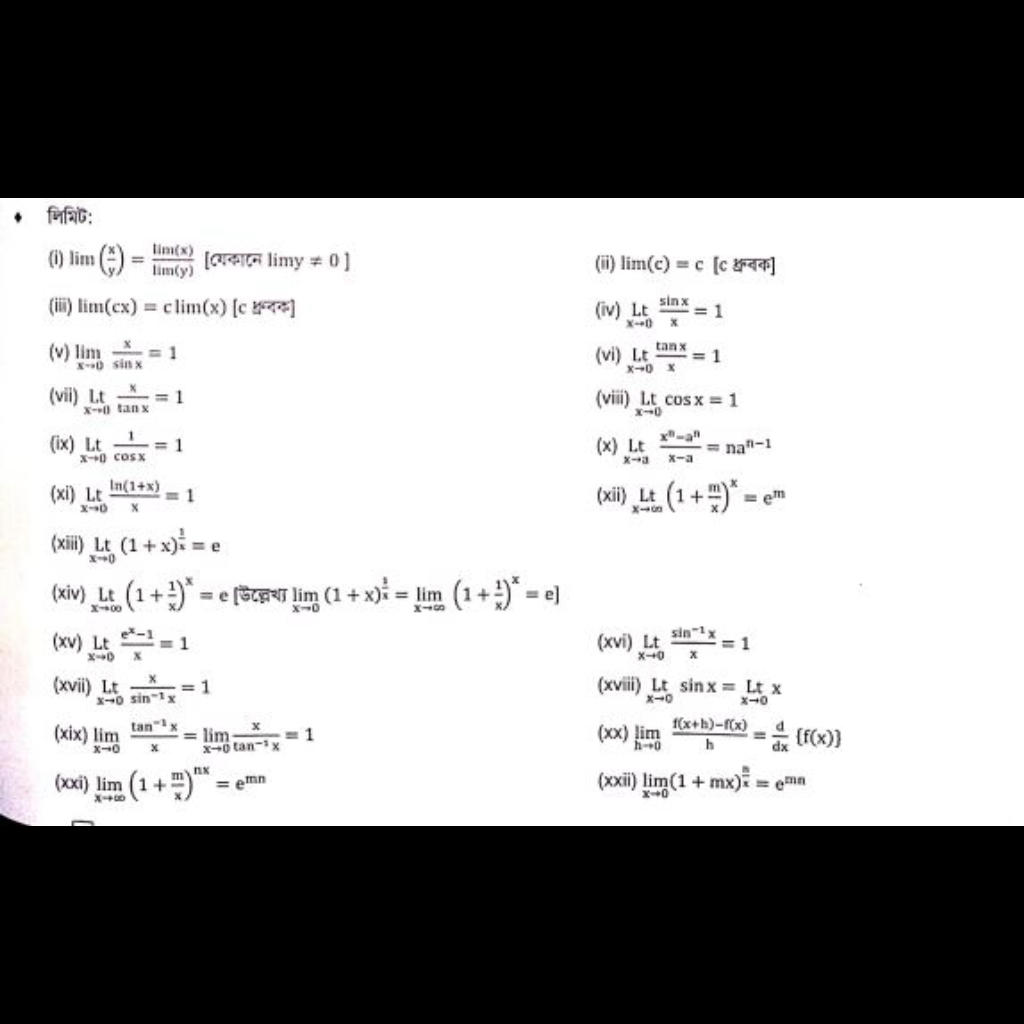 ♦ লিমিট:
(i) lim (x/y) = lim(x)/lim(y) [যেকানে limy ≠ 0 ]
(ii) lim(c) = c [c ধ্রুবক]
(iii) lim(cx) = c lim(x) [c ধ্রুবক]
(iv) Lt x→0 sin x/x = 1
(v) lim x→0 x/sin x = 1
(vi) Lt x→0 tan x/x = 1
(vii) Lt x→0 x/tan x = 1
(viii) Lt x→0 cos x = 1
(ix) Lt x→0 1/cos x = 1
(x) Lt x→a (xⁿ−aⁿ)/(x−a) = naⁿ⁻¹
(xi) Lt x→0 ln(1+x)/x = 1
(xii) Lt x→∞ (1 + m/x)^x = e^m
(xiii) Lt x→0 (1 + x)^(1/x) = e
(xiv) Lt x→∞ (1 + 1/x)^x = e [উল্লেখ্য lim x→0 (1 + x)^(1/x) = lim x→∞ (1 + 1/x)^x = e]
(xv) Lt x→0 (e^x−1)/x = 1
(xvi) Lt x→0 sin⁻¹x/x = 1
(xvii) Lt x→0 x/sin⁻¹x = 1
(xviii) Lt x→0 sin x = Lt x→0 x
(xix) lim x→0 tan⁻¹x/x = lim x→0 x/tan⁻¹x = 1
(xx) lim h→0 (f(x+h)−f(x))/h = d/dx {f(x)}
(xxi) lim x→∞ (1 + m/x)^(nx) = e^(mn)
(xxii) lim x→0 (1 + mx)^(n/x) = e^(mn)